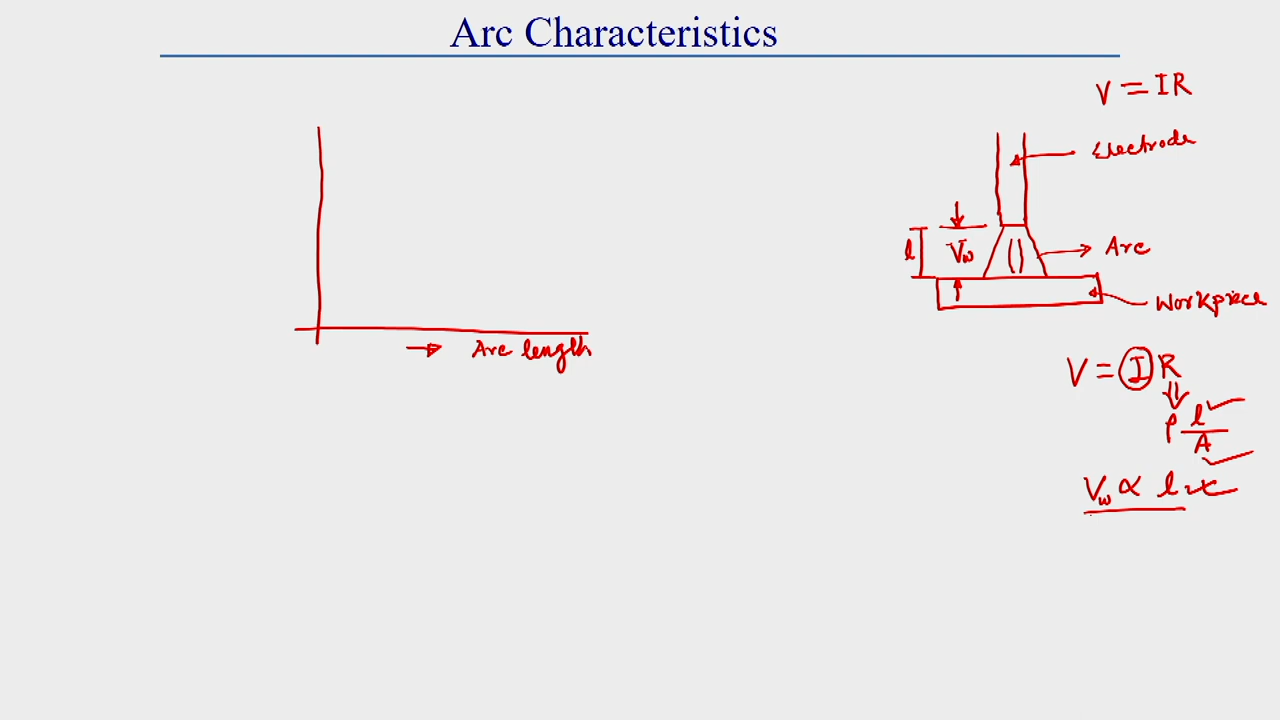 Arc Characteristics
V = IR
Electrode
l
Vw
Arc
Workpiece
Arc length
V = I R
ρ l/A
Vw ∝ l